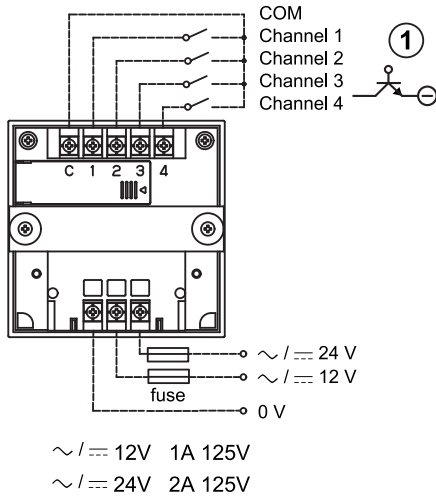 COM
Channel 1
Channel 2
Channel 3
Channel 4
1
C 1 2 3 4
∼ / ⎓ 24 V
∼ / ⎓ 12 V
fuse
0 V
∼ / ⎓ 12V 1A 125V
∼ / ⎓ 24V 2A 125V